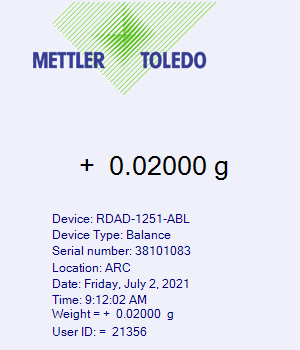 METTLER TOLEDO
+ 0.02000 g
Device: RDAD-1251-ABL
Device Type: Balance
Serial number: 38101083
Location: ARC
Date: Friday, July 2, 2021
Time: 9:12:02 AM
Weight = + 0.02000 g
User ID: = 21356